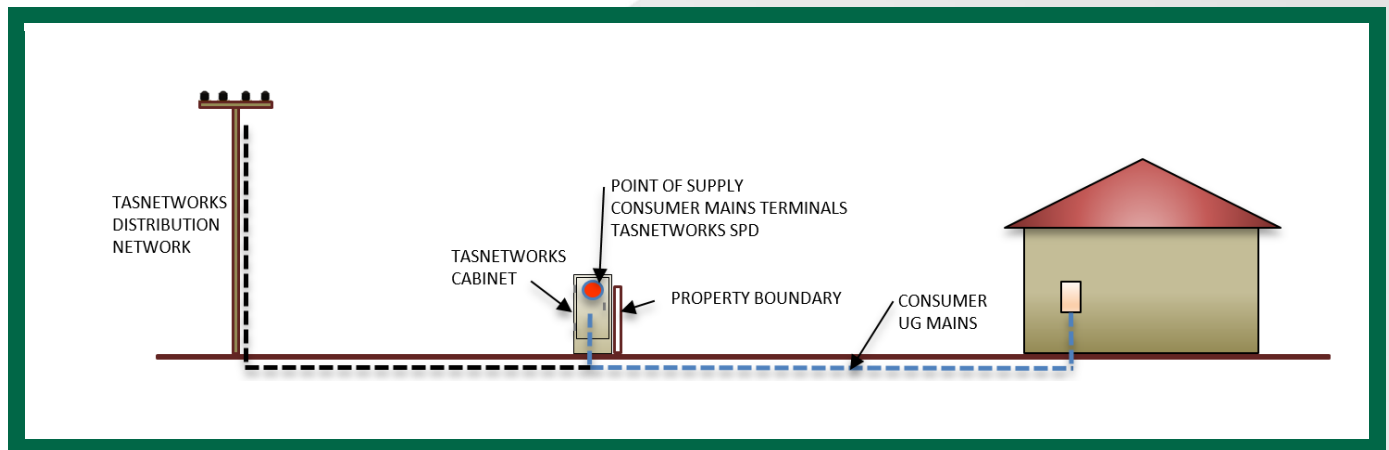 TASNETWORKS
DISTRIBUTION
NETWORK
POINT OF SUPPLY
CONSUMER MAINS TERMINALS
TASNETWORKS SPD
TASNETWORKS
CABINET
PROPERTY BOUNDARY
CONSUMER
UG MAINS